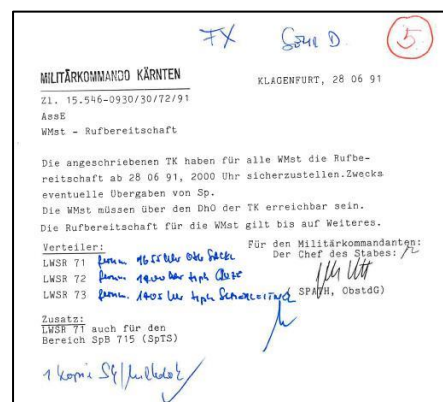 FX
5
MILITÄRKOMMANDO KÄRNTEN
KLAGENFURT, 28 06 91
Zl. 15.546-0930/30/72/91
AssE
WMst - Rufbereitschaft
Die angeschriebenen TK haben für alle WMst die Rufbe-
reitschaft ab 28 06 91, 2000 Uhr sicherzustellen.Zwecks
eventuelle Übergaben von Sp.
Die WMst müssen über den DhO der TK erreichbar sein.
Die Rufbereitschaft für die WMst gilt bis auf Weiteres.
Verteiler:
Für den Militärkommandanten:
Der Chef des Stabes:
LWSR 71
LWSR 72
LWSR 73
SPATH, ObstdG)
Zusatz:
LWSR 71 auch für den
Bereich SpB 715 (SpTS)
1 Kopie